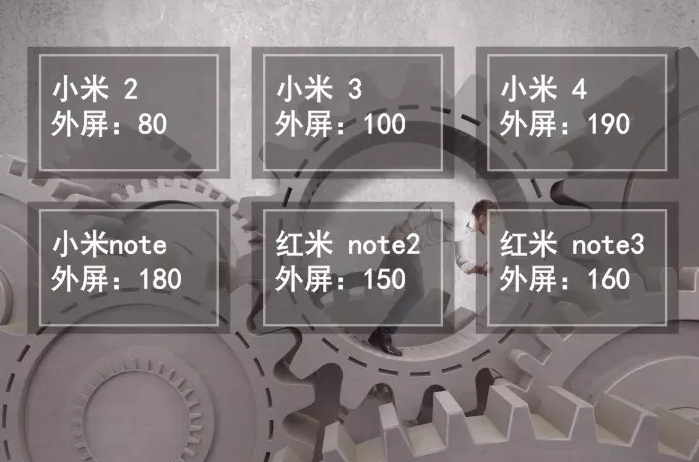 小米 2
外屏：80
小米 3
外屏：100
小米 4
外屏：190
小米note
外屏：180
红米 note2
外屏：150
红米 note3
外屏：160